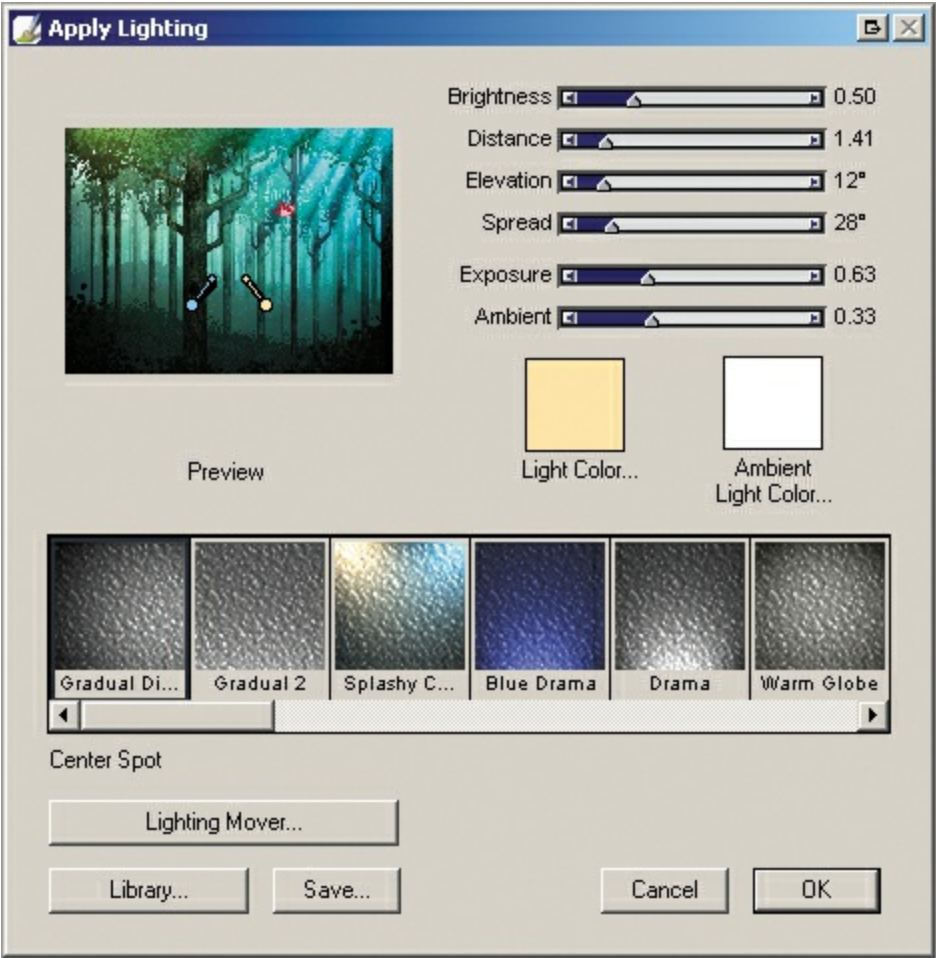 Apply Lighting
Brightness 0.50
Distance 1.41
Elevation 12°
Spread 28°
Exposure 0.63
Ambient 0.33
Preview
Light Color...
Ambient
Light Color...
Gradual Di...
Gradual 2
Splashy C...
Blue Drama
Drama
Warm Globe
Center Spot
Lighting Mover...
Library...
Save...
Cancel
OK